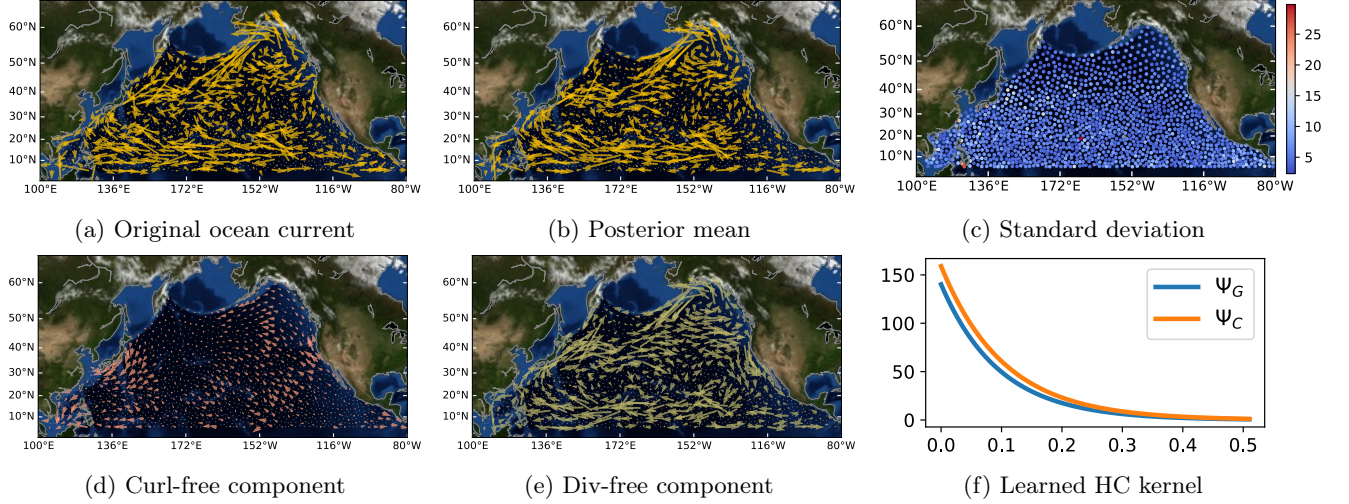 60°N
50°N
40°N
30°N
20°N
10°N
100°E 136°E 172°E 152°W 116°W 80°W
(a) Original ocean current
60°N
50°N
40°N
30°N
20°N
10°N
100°E 136°E 172°E 152°W 116°W 80°W
(b) Posterior mean
60°N
50°N
40°N
30°N
20°N
10°N
100°E 136°E 172°E 152°W 116°W 80°W
25
20
15
10
5
(c) Standard deviation
60°N
50°N
40°N
30°N
20°N
10°N
100°E 136°E 172°E 152°W 116°W 80°W
(d) Curl-free component
60°N
50°N
40°N
30°N
20°N
10°N
100°E 136°E 172°E 152°W 116°W 80°W
(e) Div-free component
150
100
50
0
0.0 0.1 0.2 0.3 0.4 0.5
Ψ_G
Ψ_C
(f) Learned HC kernel